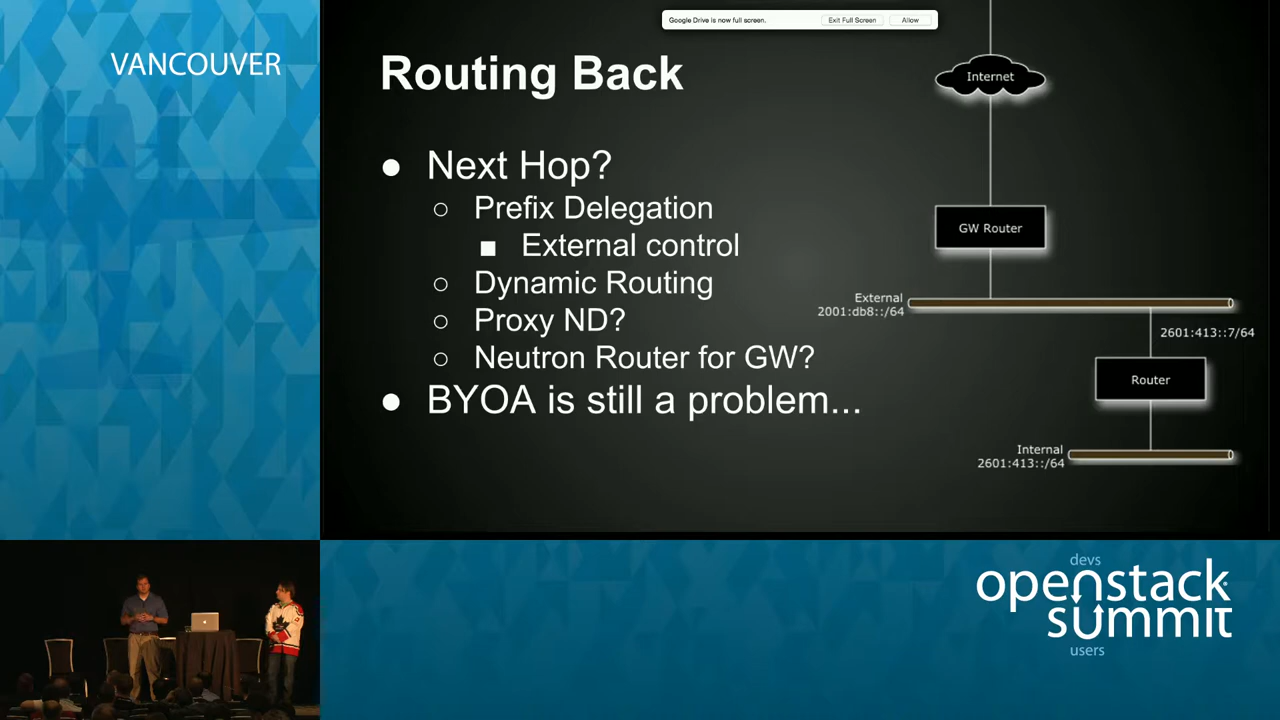 Google Drive is now full screen.
Exit Full Screen
Allow
VANCOUVER
Routing Back
● Next Hop?
○ Prefix Delegation
■ External control
○ Dynamic Routing
○ Proxy ND?
○ Neutron Router for GW?
● BYOA is still a problem...
Internet
GW Router
External
2001:db8::/64
2601:413::7/64
Router
Internal
2601:413::/64
devs
openstack
summit
users